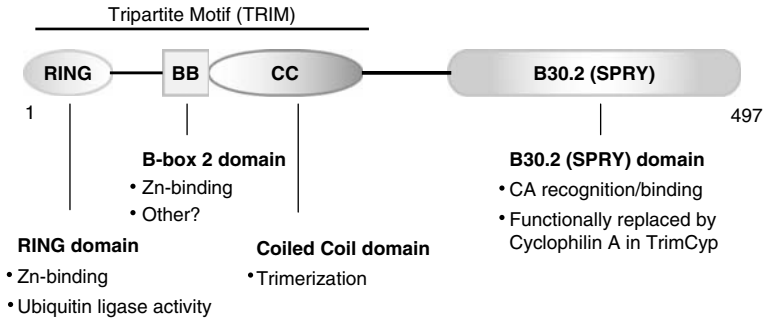 Tripartite Motif (TRIM)
RING
BB
CC
B30.2 (SPRY)
1
497
B-box 2 domain
• Zn-binding
• Other?
B30.2 (SPRY) domain
• CA recognition/binding
• Functionally replaced by
Cyclophilin A in TrimCyp
RING domain
• Zn-binding
• Ubiquitin ligase activity
Coiled Coil domain
• Trimerization